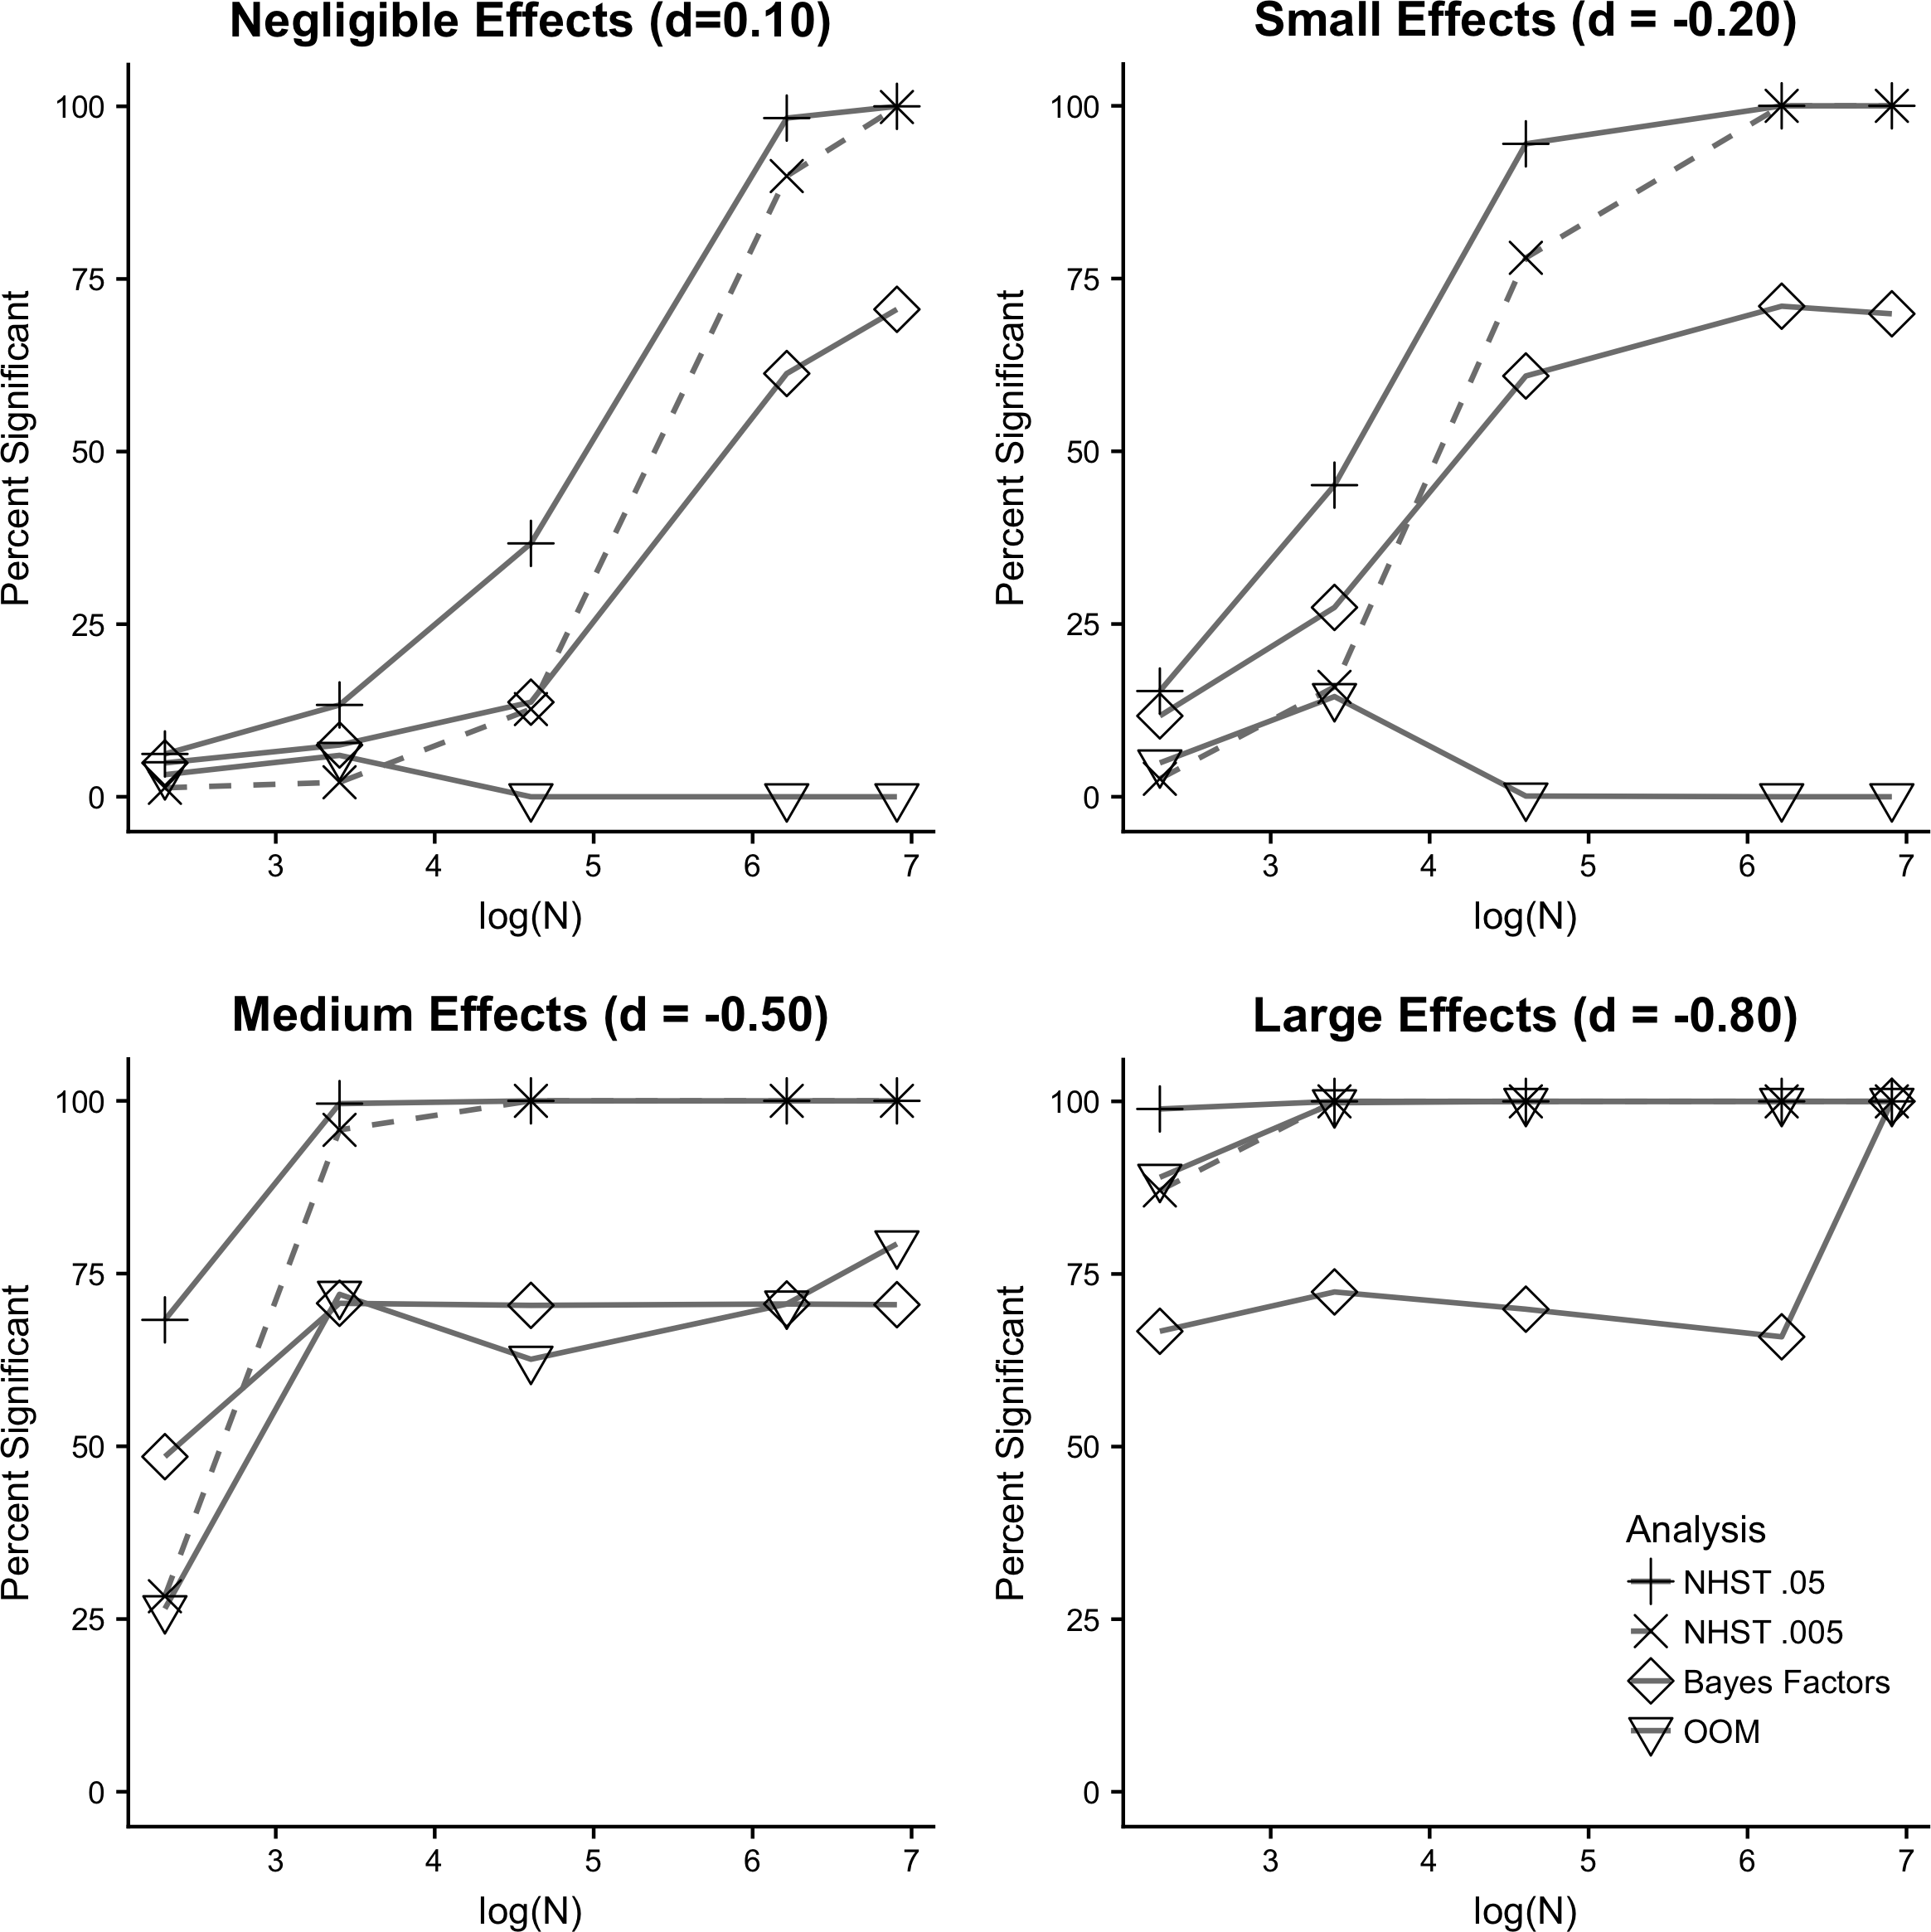 Negligible Effects (d=0.10)
Percent Significant
100
75
50
25
0
3 4 5 6 7
log(N)
Small Effects (d = -0.20)
Percent Significant
100
75
50
25
0
3 4 5 6 7
log(N)
Medium Effects (d = -0.50)
Percent Significant
100
75
50
25
0
3 4 5 6 7
log(N)
Large Effects (d = -0.80)
Percent Significant
100
75
50
25
0
3 4 5 6 7
log(N)
Analysis
NHST .05
NHST .005
Bayes Factors
OOM